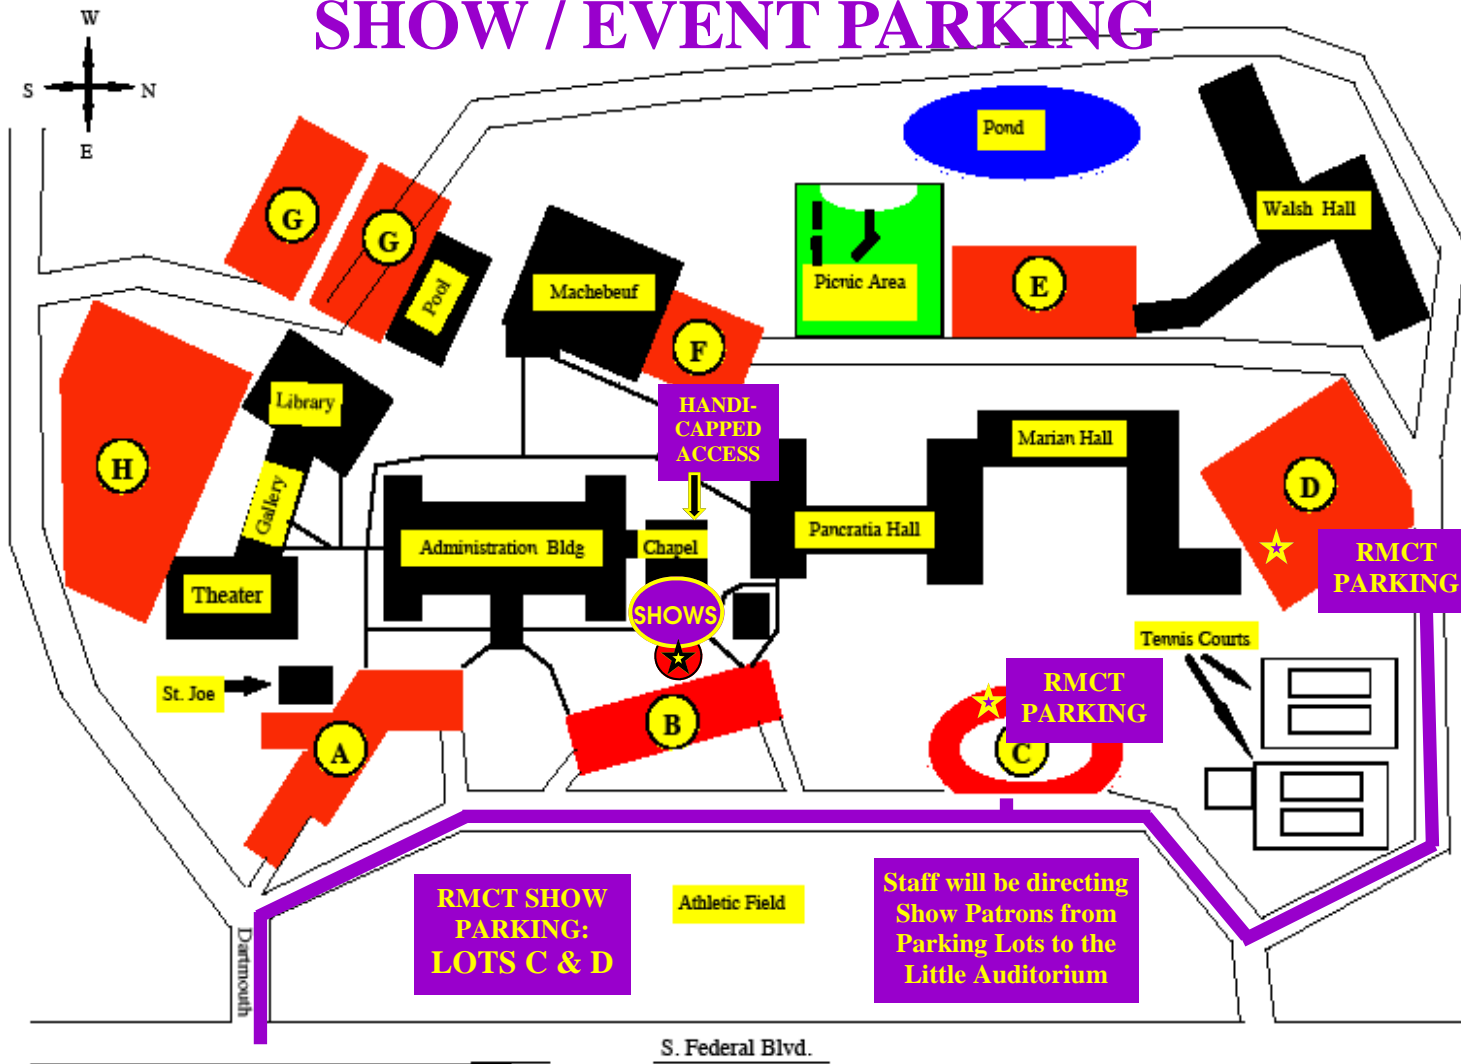 SHOW / EVENT PARKING
W
S
N
E
Pond
G
G
Walsh Hall
Pool
Machebeuf
Picnic Area
E
F
Library
HANDI-
CAPPED
ACCESS
Marian Hall
H
D
Gallery
Administration Bldg
Chapel
Pancratia Hall
RMCT
PARKING
Theater
SHOWS
Tennis Courts
St. Joe
RMCT
PARKING
A
B
C
RMCT SHOW
PARKING:
LOTS C & D
Athletic Field
Staff will be directing
Show Patrons from
Parking Lots to the
Little Auditorium
Dartmouth
S. Federal Blvd.